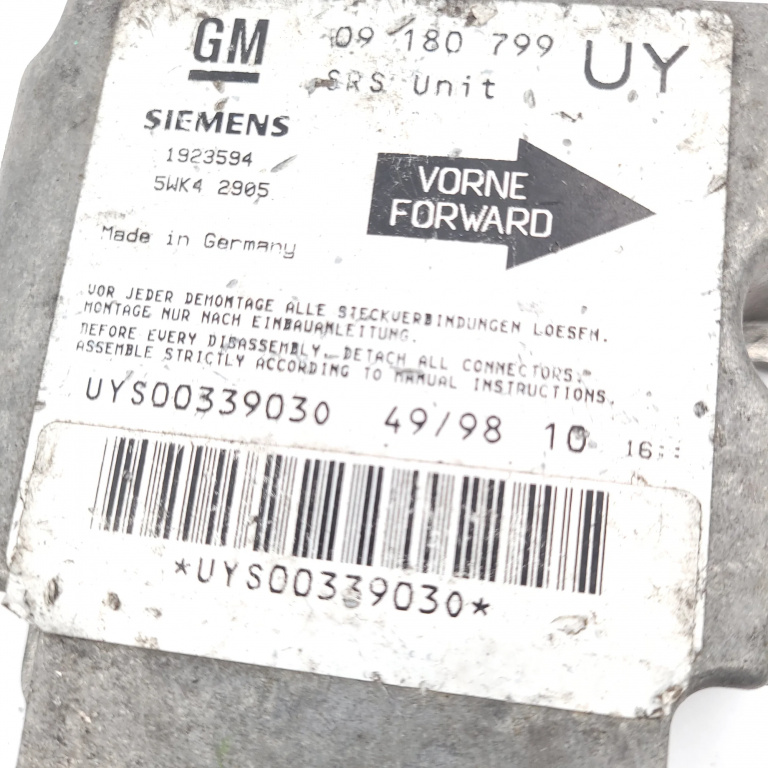 GM 09 180 799 UY
SRS Unit
SIEMENS
1923594
5WK4 2905
VORNE
FORWARD
Made in Germany
VOR JEDER DEMONTAGE ALLE STECKVERBINDUNGEN LOESEN.
MONTAGE NUR NACH EINBAUANLEITUNG.
BEFORE EVERY DISASSEMBLY, DETACH ALL CONNECTORS.
ASSEMBLE STRICTLY ACCORDING TO MANUAL INSTRUCTIONS.
UYS00339030 49/98 10 16
*UYS00339030*